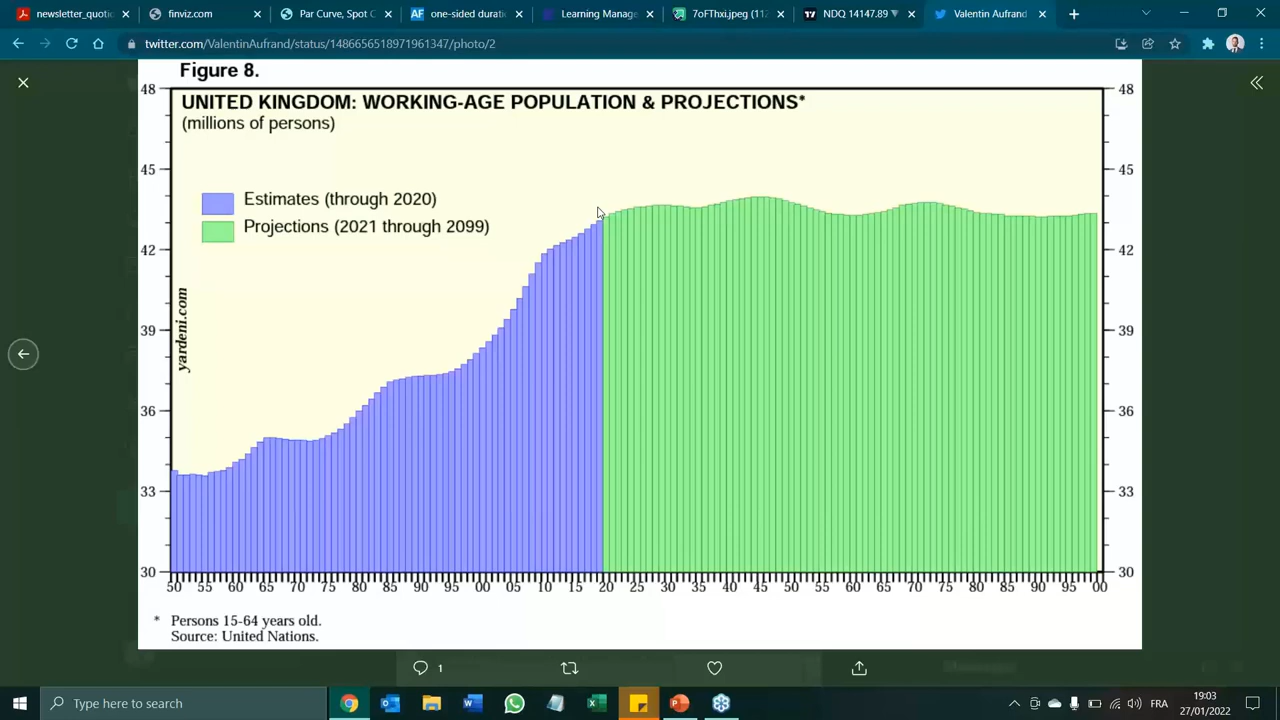 newsletter_quotic
finviz.com
Par Curve, Spot C
one-sided durati
Learning Manage
7oFThxi.jpeg (112
NDQ 14147.89
Valentin Aufrand
twitter.com/ValentinAufrand/status/1486656518971961347/photo/2
Figure 8.
UNITED KINGDOM: WORKING-AGE POPULATION & PROJECTIONS*
(millions of persons)
48 48
45 45
Estimates (through 2020)
Projections (2021 through 2099)
42 42
yardeni.com
39 39
36 36
33 33
30 30
50 55 60 65 70 75 80 85 90 95 00 05 10 15 20 25 30 35 40 45 50 55 60 65 70 75 80 85 90 95 00
* Persons 15-64 years old.
Source: United Nations.
1
Type here to search
FRA
19:03
27/01/2022